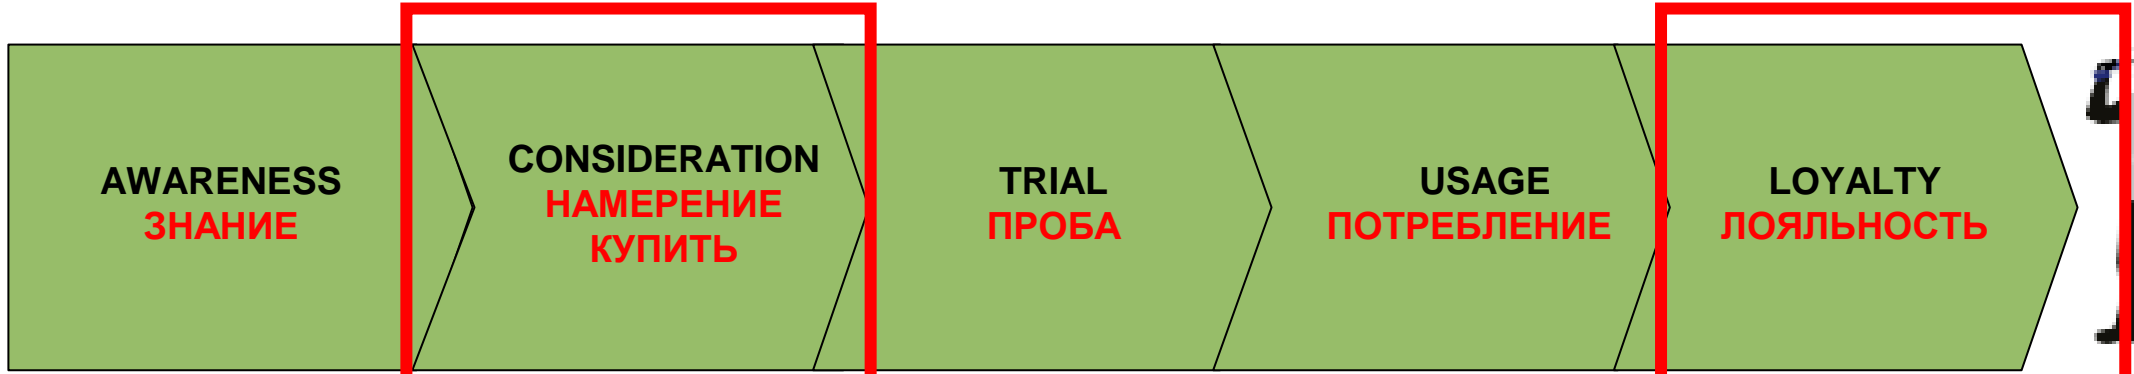 AWARENESS
ЗНАНИЕ
CONSIDERATION
НАМЕРЕНИЕ
КУПИТЬ
TRIAL
ПРОБА
USAGE
ПОТРЕБЛЕНИЕ
LOYALTY
ЛОЯЛЬНОСТЬ